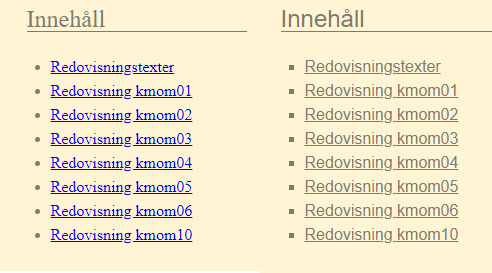 Innehåll
Redovisningstexter
Redovisning kmom01
Redovisning kmom02
Redovisning kmom03
Redovisning kmom04
Redovisning kmom05
Redovisning kmom06
Redovisning kmom10
Innehåll
Redovisningstexter
Redovisning kmom01
Redovisning kmom02
Redovisning kmom03
Redovisning kmom04
Redovisning kmom05
Redovisning kmom06
Redovisning kmom10